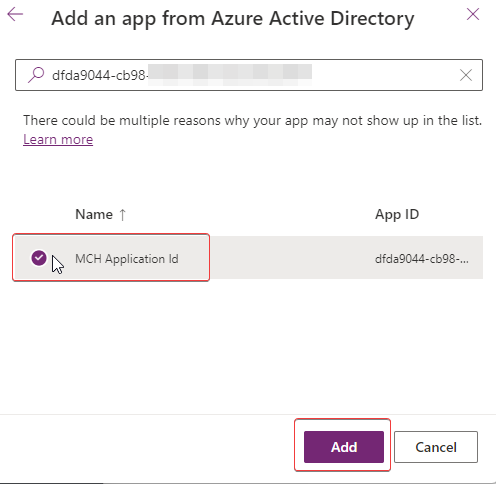 Add an app from Azure Active Directory
dfda9044-cb98-
There could be multiple reasons why your app may not show up in the list.
Learn more
Name ↑ App ID
MCH Application Id dfda9044-cb98-...
Add Cancel